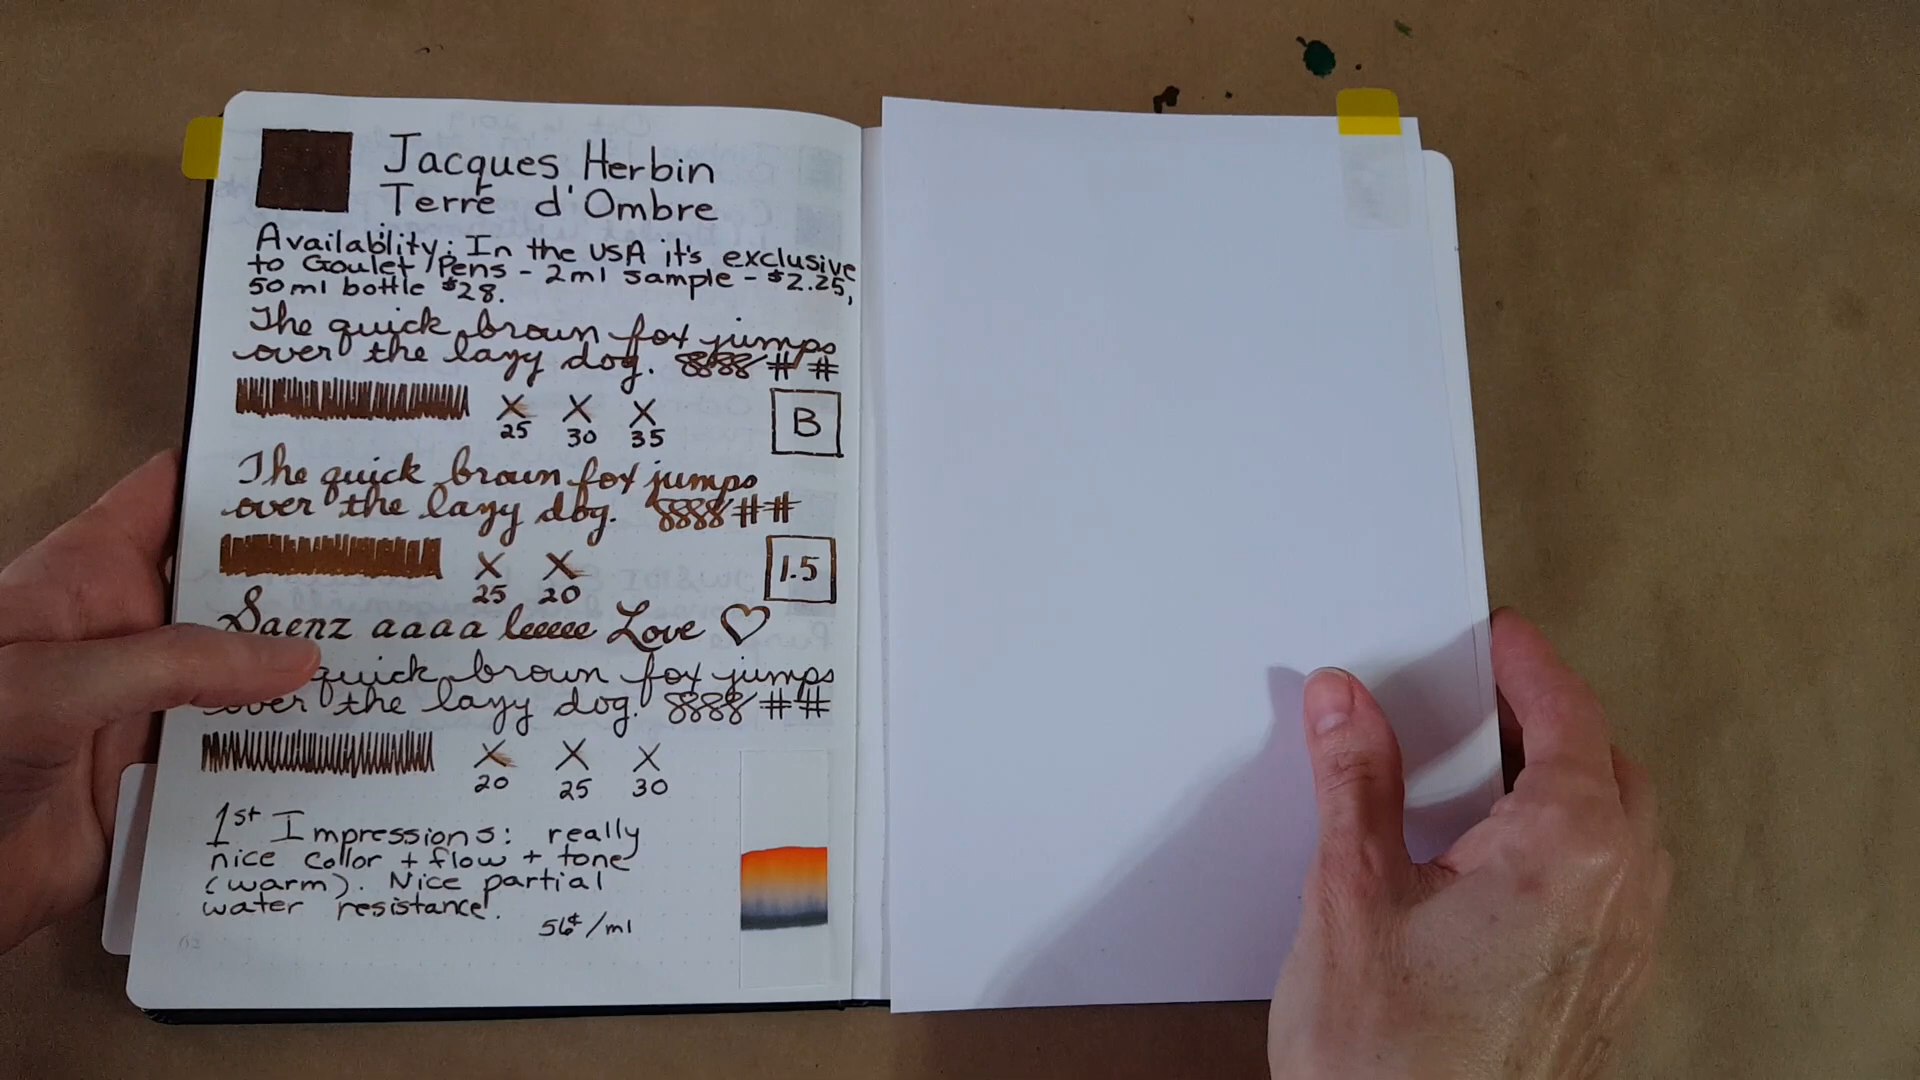 Jacques Herbin
Terre d'Ombre
Availability: In the USA it's exclusive
to Goulet Pens - 2ml sample - $2.25,
50ml bottle $28.
The quick brown fox jumps
over the lazy dog. 8888 # #
X X X
25 30 35
B
The quick brown fox jumps
over the lazy dog. 8888 # #
X X
25 20
1.5
Saenz aaaa leeeee Love ♡
quick brown fox jumps
over the lazy dog. 8888 # #
X X X
20 25 30
1st Impressions: really
nice color + flow + tone
(warm). Nice partial
water resistance.
56¢/ml